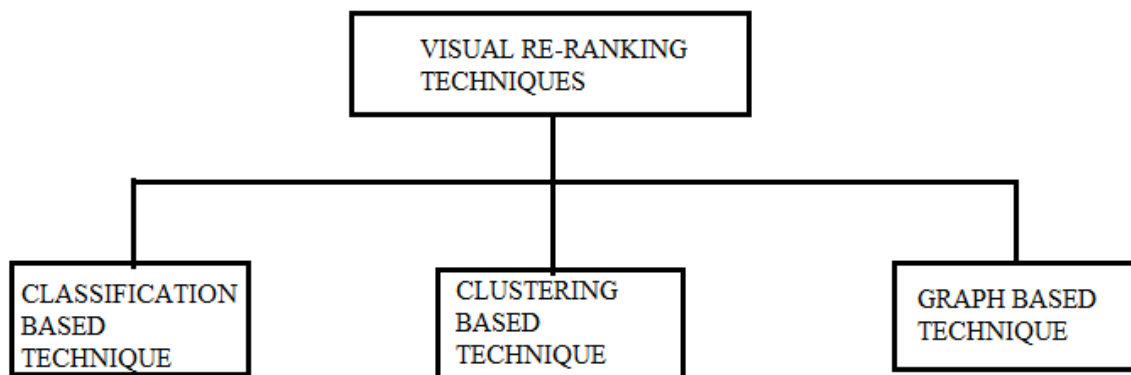 VISUAL RE-RANKING
TECHNIQUES
CLASSIFICATION
BASED
TECHNIQUE
CLUSTERING
BASED
TECHNIQUE
GRAPH BASED
TECHNIQUE